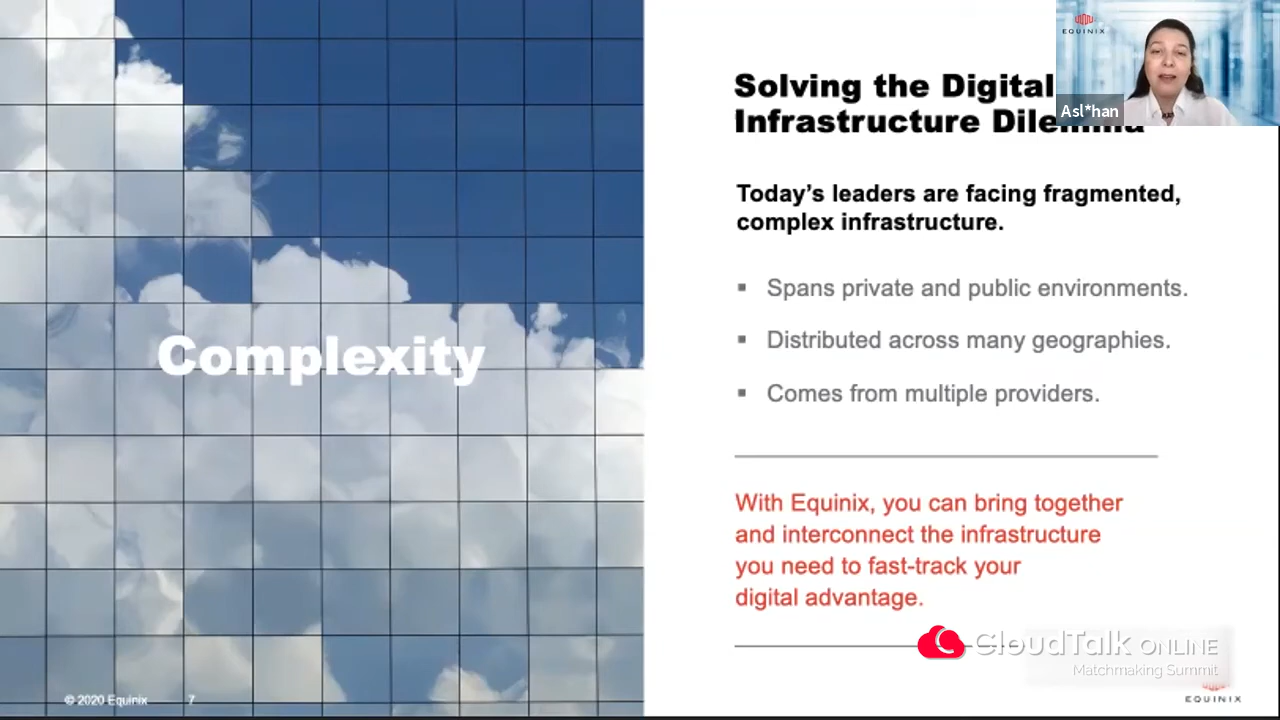 EQUINIX
Asl*han
Solving the Digital
Infrastructure Dilemma
Today's leaders are facing fragmented,
complex infrastructure.
▪ Spans private and public environments.
▪ Distributed across many geographies.
▪ Comes from multiple providers.
Complexity
With Equinix, you can bring together
and interconnect the infrastructure
you need to fast-track your
digital advantage.
CloudTalk ONLINE
Matchmaking Summit
© 2020 Equinix 7
EQUINIX